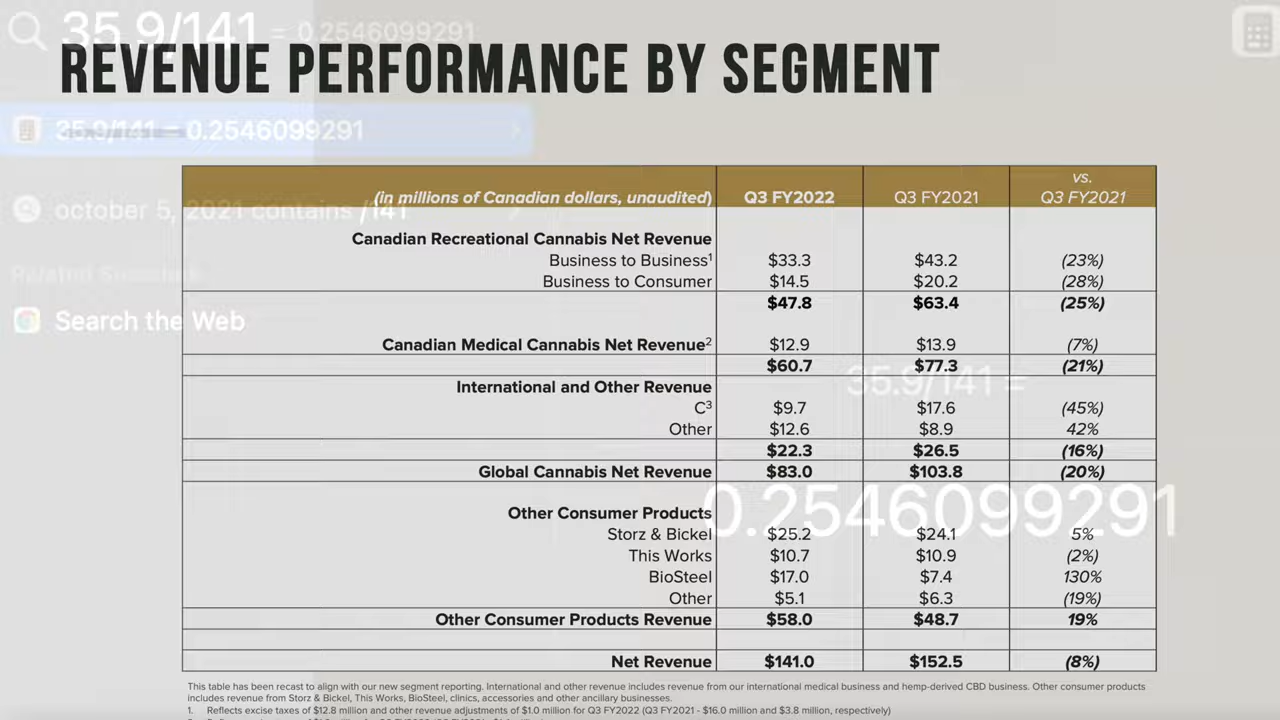 35.9/141 = 0.2546099291
REVENUE PERFORMANCE BY SEGMENT
35.9/141 = 0.2546099291
october 5, 2021 contains /141
Related Searches
Search the Web
35.9/141 =
0.2546099291
(in millions of Canadian dollars, unaudited) Q3 FY2022 Q3 FY2021 vs. Q3 FY2021
Canadian Recreational Cannabis Net Revenue
Business to Business1 $33.3 $43.2 (23%)
Business to Consumer $14.5 $20.2 (28%)
$47.8 $63.4 (25%)
Canadian Medical Cannabis Net Revenue2 $12.9 $13.9 (7%)
$60.7 $77.3 (21%)
International and Other Revenue
C3 $9.7 $17.6 (45%)
Other $12.6 $8.9 42%
$22.3 $26.5 (16%)
Global Cannabis Net Revenue $83.0 $103.8 (20%)
Other Consumer Products
Storz & Bickel $25.2 $24.1 5%
This Works $10.7 $10.9 (2%)
BioSteel $17.0 $7.4 130%
Other $5.1 $6.3 (19%)
Other Consumer Products Revenue $58.0 $48.7 19%
Net Revenue $141.0 $152.5 (8%)
This table has been recast to align with our new segment reporting. International and other revenue includes revenue from our international medical business and hemp-derived CBD business. Other consumer products
includes revenue from Storz & Bickel, This Works, BioSteel, clinics, accessories and other ancillary businesses.
1. Reflects excise taxes of $12.8 million and other revenue adjustments of $1.0 million for Q3 FY2022 (Q3 FY2021 - $16.0 million and $3.8 million, respectively)